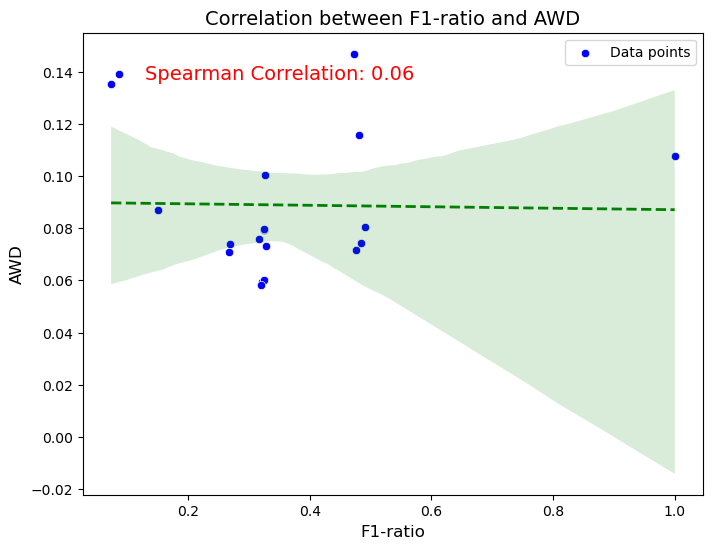 Correlation between F1-ratio and AWD
Data points
Spearman Correlation: 0.06
0.14
0.12
0.10
0.08
0.06
0.04
0.02
0.00
−0.02
AWD
0.2
0.4
0.6
0.8
1.0
F1-ratio